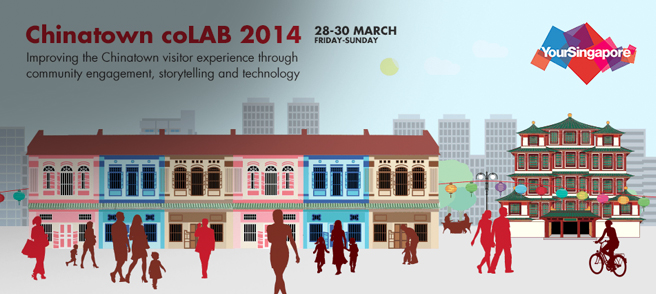 Chinatown coLAB 2014
28-30 MARCH
FRIDAY-SUNDAY
Improving the Chinatown visitor experience through
community engagement, storytelling and technology
YourSingapore